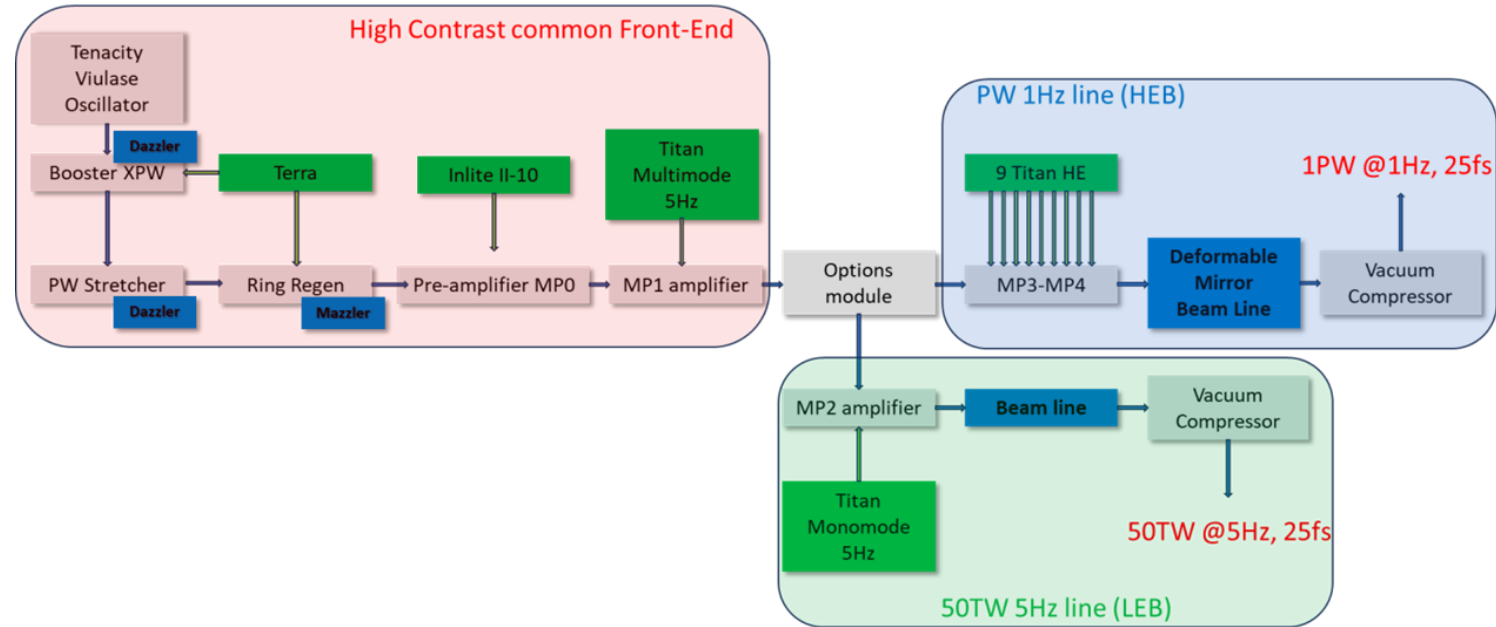 High Contrast common Front-End
Tenacity
Viulase
Oscillator
Dazzler
Booster XPW
Terra
Inlite II-10
Titan
Multimode
5Hz
PW Stretcher
Dazzler
Ring Regen
Mazzler
Pre-amplifier MP0
MP1 amplifier
Options
module
PW 1Hz line (HEB)
9 Titan HE
1PW @1Hz, 25fs
MP3-MP4
Deformable
Mirror
Beam Line
Vacuum
Compressor
MP2 amplifier
Beam line
Vacuum
Compressor
Titan
Monomode
5Hz
50TW @5Hz, 25fs
50TW 5Hz line (LEB)